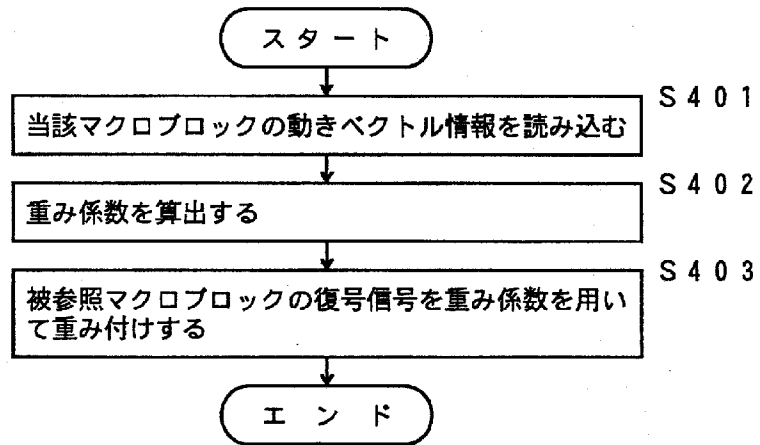 スタート
S401
当該マクロブロックの動きベクトル情報を読み込む
S402
重み係数を算出する
S403
被参照マクロブロックの復号信号を重み係数を用い
て重み付けする
エンド